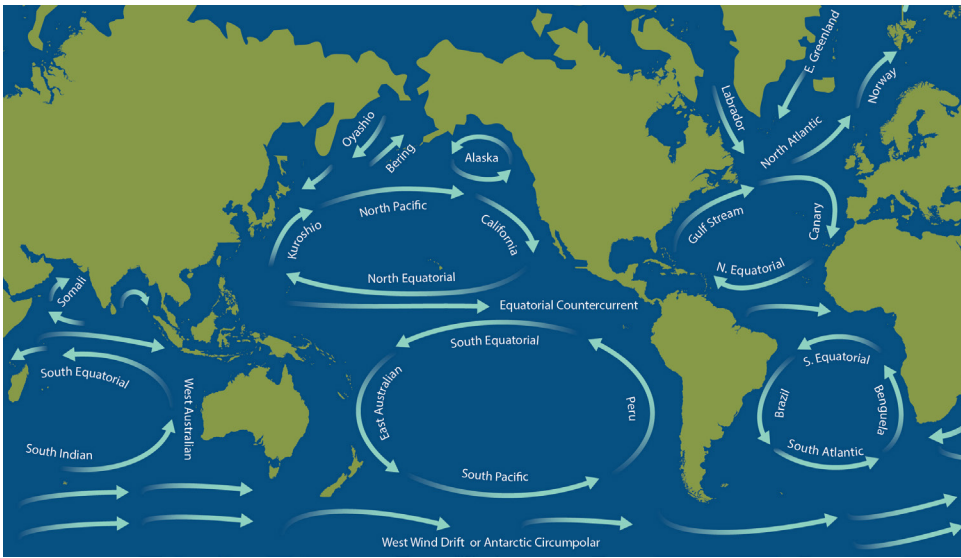 E. Greenland
Norway
Labrador
North Atlantic
Oyashio
Bering
Alaska
North Pacific
Kuroshio
California
Gulf Stream
Canary
N. Equatorial
North Equatorial
Somali
Equatorial Countercurrent
South Equatorial
S. Equatorial
South Equatorial
West Australian
East Australian
Peru
Brazil
Benguela
South Indian
South Atlantic
South Pacific
West Wind Drift or Antarctic Circumpolar